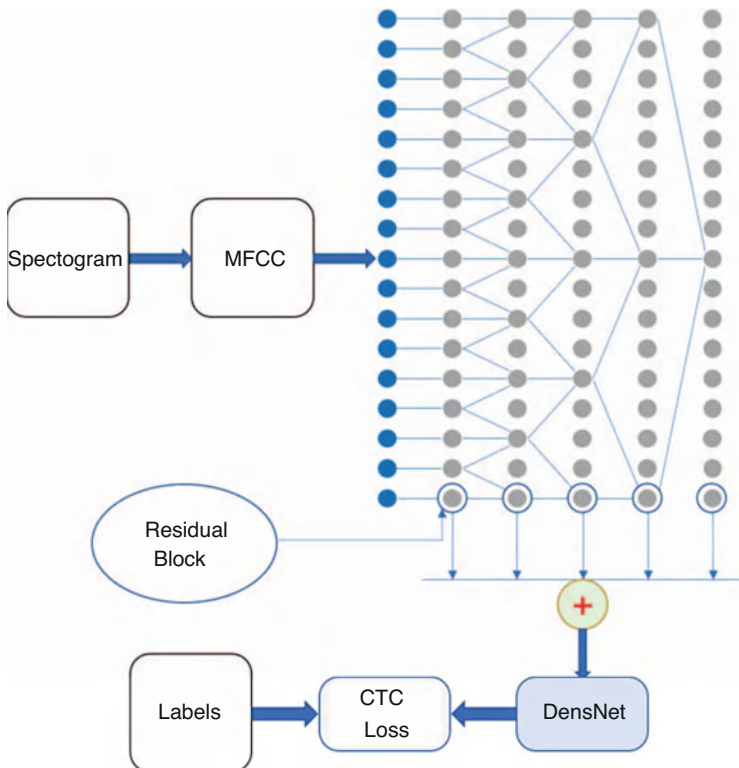 Spectogram
MFCC
Residual
Block
+
Labels
CTC
Loss
DensNet